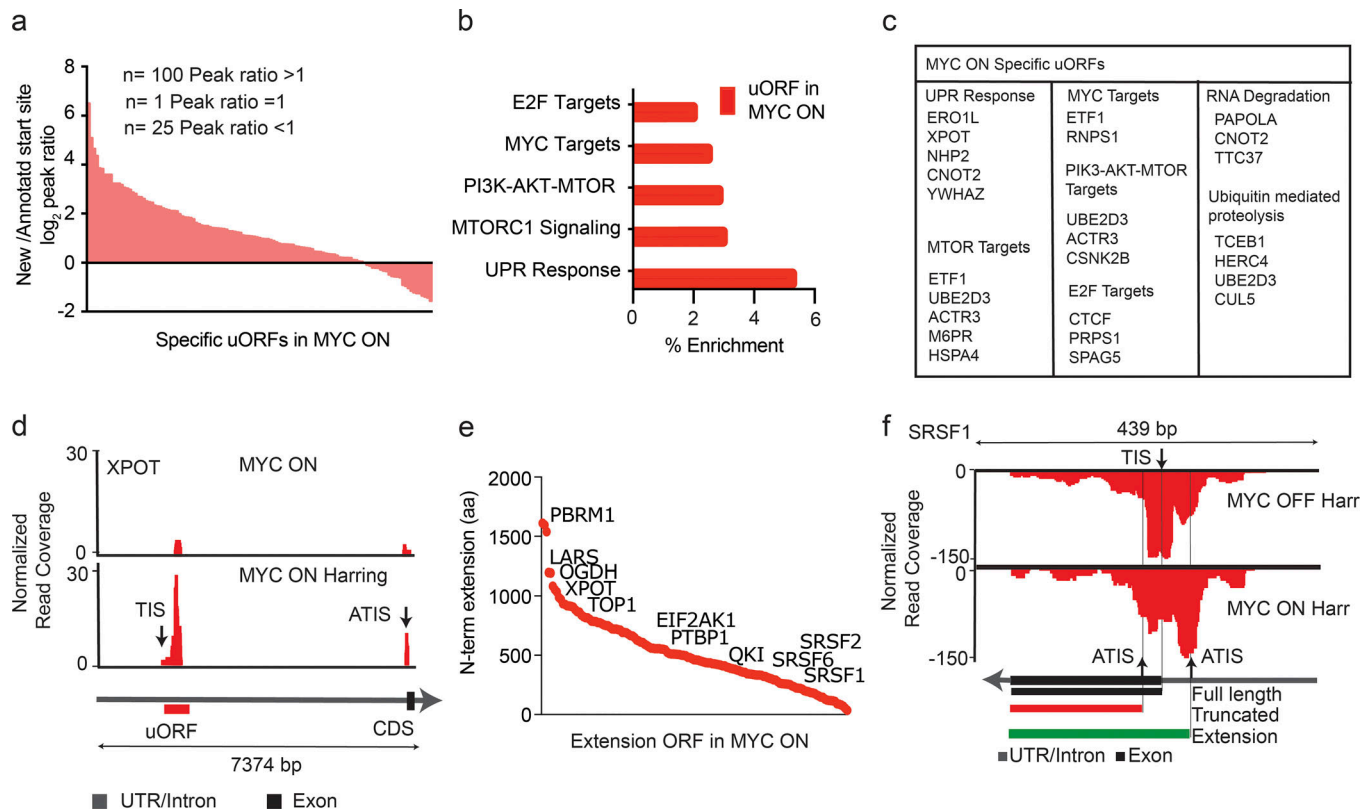 a
New /Annotatd start site
log2 peak ratio
8
6
4
2
0
-2
n= 100 Peak ratio >1
n= 1 Peak ratio =1
n= 25 Peak ratio <1
Specific uORFs in MYC ON
b
E2F Targets
MYC Targets
PI3K-AKT-MTOR
MTORC1 Signaling
UPR Response
uORF in
MYC ON
0 2 4 6
% Enrichment
c
MYC ON Specific uORFs
UPR Response
ERO1L
XPOT
NHP2
CNOT2
YWHAZ
MTOR Targets
ETF1
UBE2D3
ACTR3
M6PR
HSPA4
MYC Targets
ETF1
RNPS1
PIK3-AKT-MTOR
Targets
UBE2D3
ACTR3
CSNK2B
E2F Targets
CTCF
PRPS1
SPAG5
RNA Degradation
PAPOLA
CNOT2
TTC37
Ubiquitin mediated
proteolysis
TCEB1
HERC4
UBE2D3
CUL5
d
Normalized
Read Coverage
30
XPOT MYC ON
0
30
MYC ON Harring
TIS
ATIS
0
uORF
CDS
7374 bp
UTR/Intron Exon
e
N-term extension (aa)
2000
1500
1000
500
0
PBRM1
LARS
OGDH
XPOT
TOP1
EIF2AK1
PTBP1
QKI
SRSF2
SRSF6
SRSF1
Extension ORF in MYC ON
f
SRSF1
439 bp
TIS
Normalized
Read Coverage
0
MYC OFF Harr
-150
0
MYC ON Harr
-150
ATIS
ATIS
Full length
Truncated
Extension
UTR/Intron Exon